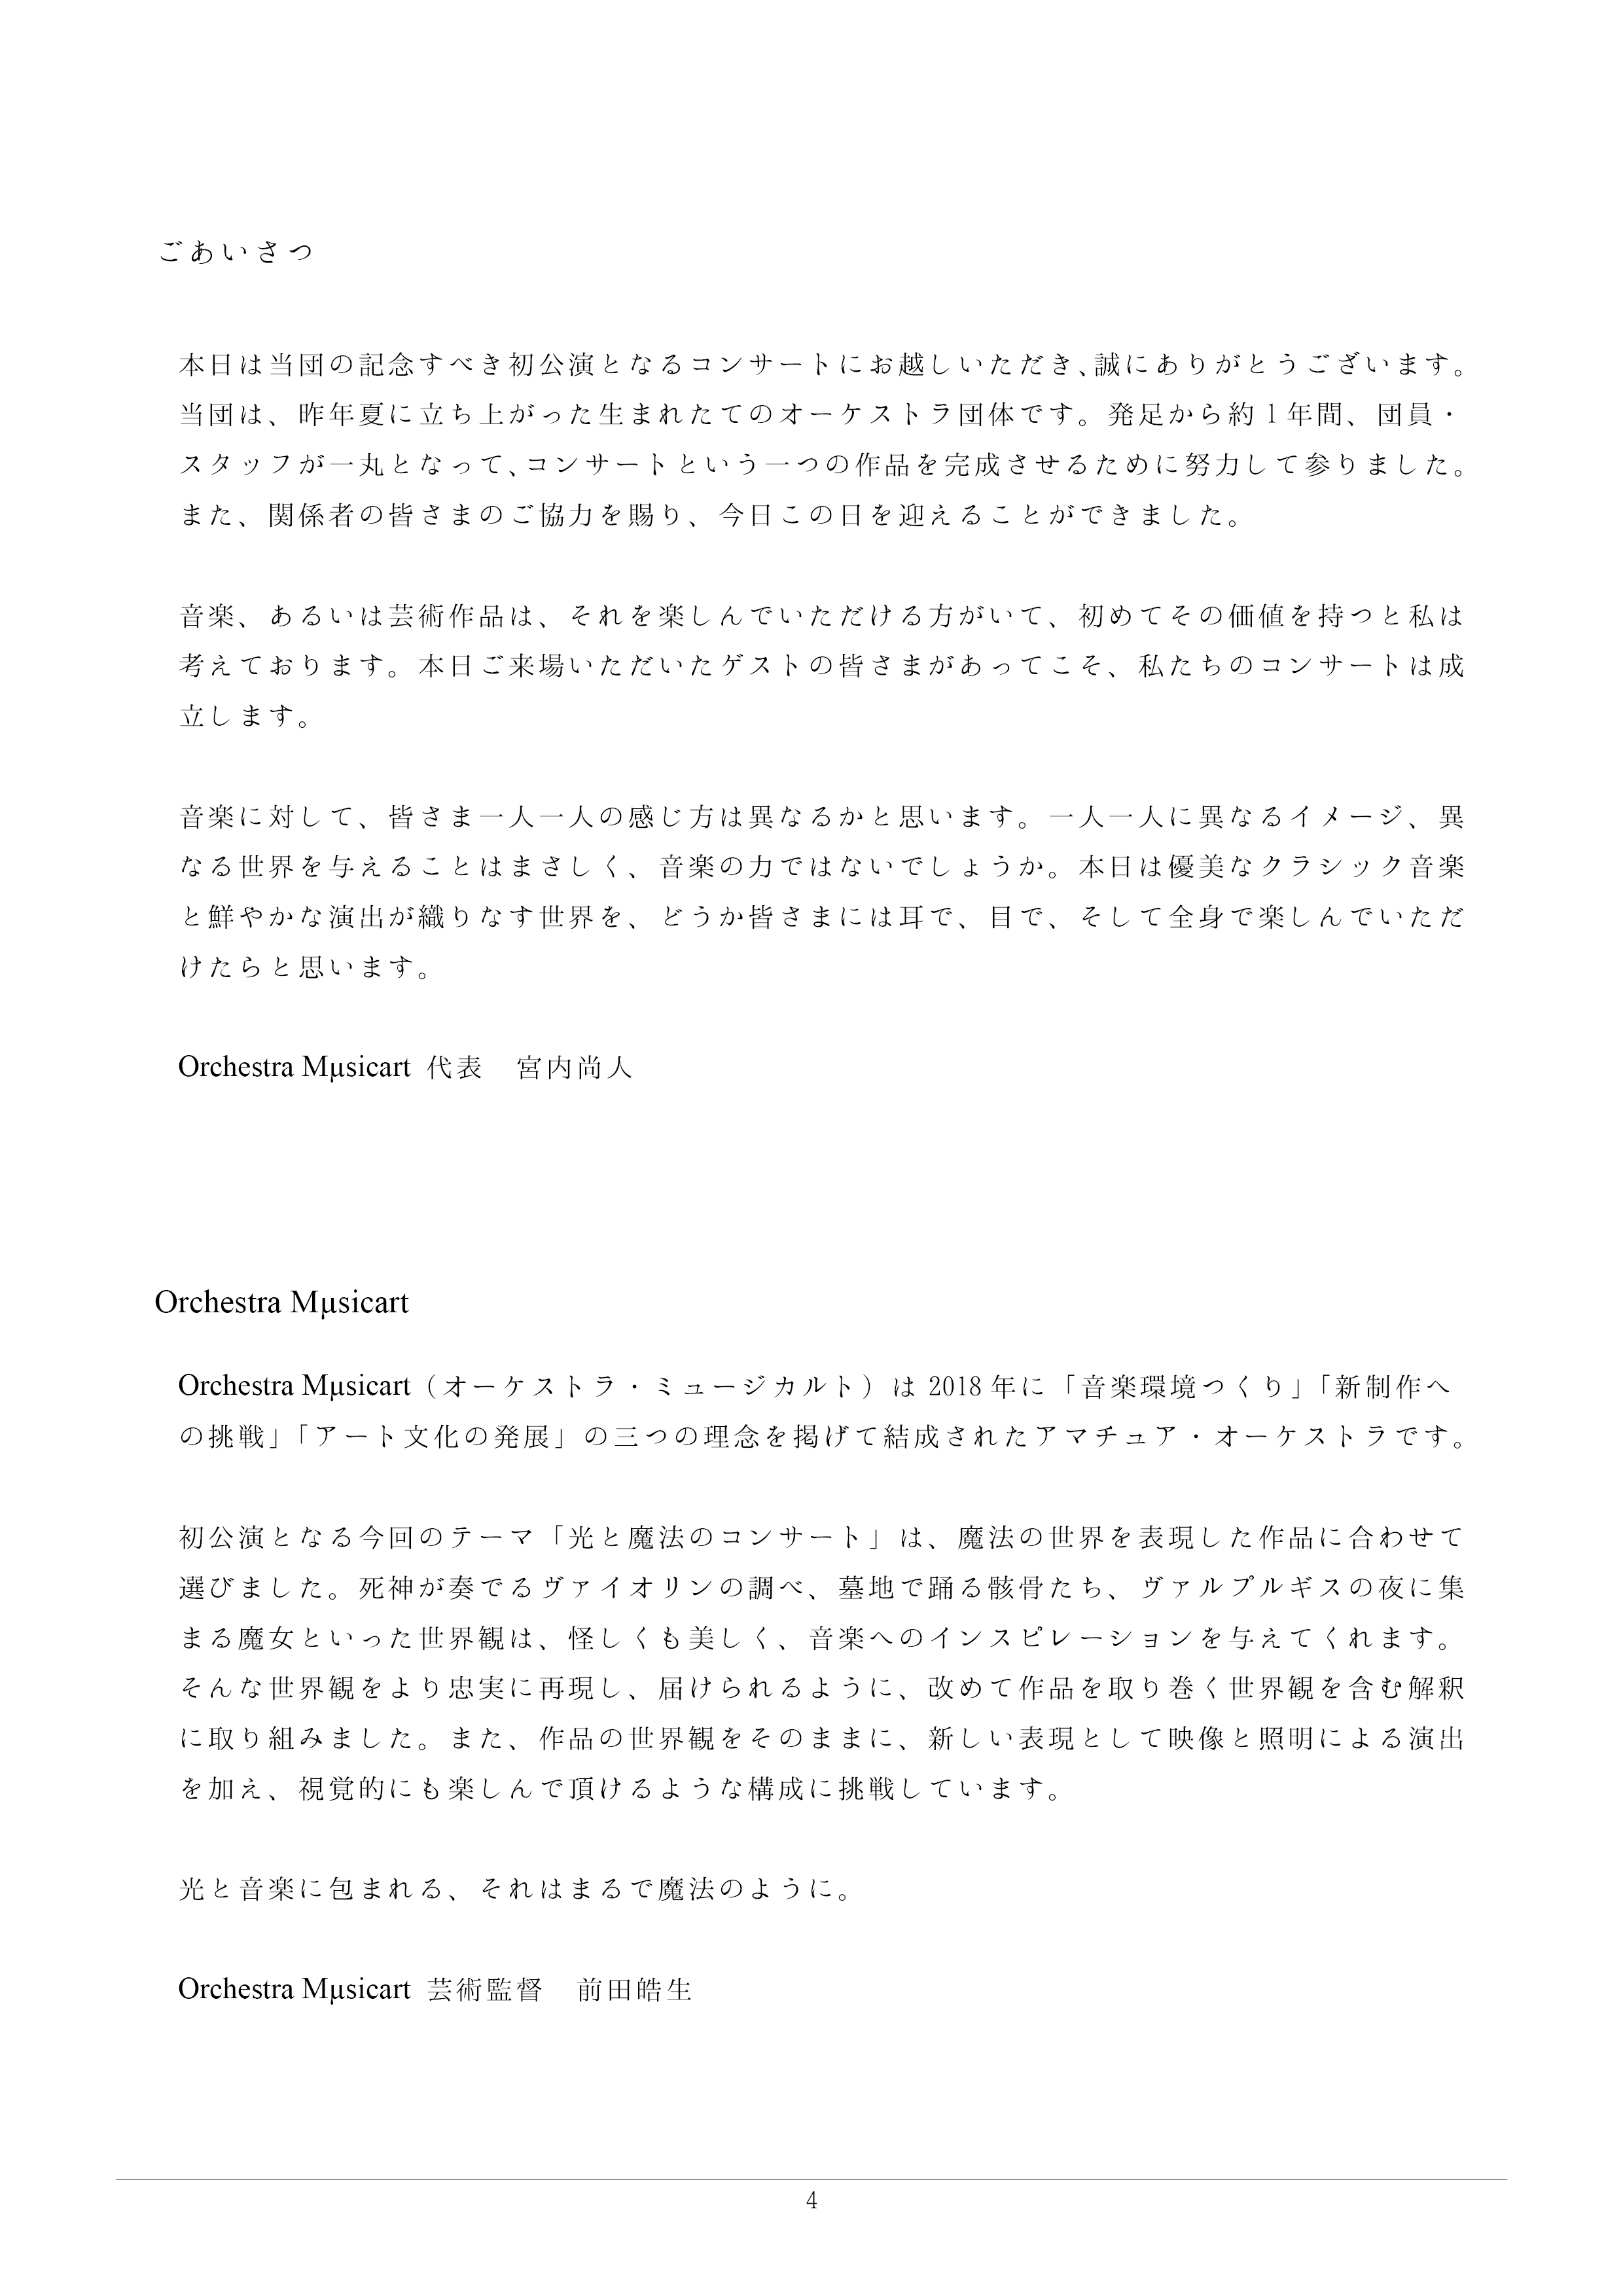 ごあいさつ
本日は当団の記念すべき初公演となるコンサートにお越しいただき、誠にありがとうございます。
当団は、昨年夏に立ち上がった生まれたてのオーケストラ団体です。発足から約1年間、団員・
スタッフが一丸となって、コンサートという一つの作品を完成させるために努力して参りました。
また、関係者の皆さまのご協力を賜り、今日この日を迎えることができました。
音楽、あるいは芸術作品は、それを楽しんでいただける方がいて、初めてその価値を持つと私は
考えております。本日ご来場いただいたゲストの皆さまがあってこそ、私たちのコンサートは成
立します。
音楽に対して、皆さま一人一人の感じ方は異なるかと思います。一人一人に異なるイメージ、異
なる世界を与えることはまさしく、音楽の力ではないでしょうか。本日は優美なクラシック音楽
と鮮やかな演出が織りなす世界を、どうか皆さまには耳で、目で、そして全身で楽しんでいただ
けたらと思います。
Orchestra Mμsicart 代表　宮内尚人
Orchestra Mμsicart
Orchestra Mμsicart（オーケストラ・ミュージカルト）は 2018 年に「音楽環境つくり」「新制作へ
の挑戦」「アート文化の発展」の三つの理念を掲げて結成されたアマチュア・オーケストラです。
初公演となる今回のテーマ「光と魔法のコンサート」は、魔法の世界を表現した作品に合わせて
選びました。死神が奏でるヴァイオリンの調べ、墓地で踊る骸骨たち、ヴァルプルギスの夜に集
まる魔女といった世界観は、怪しくも美しく、音楽へのインスピレーションを与えてくれます。
そんな世界観をより忠実に再現し、届けられるように、改めて作品を取り巻く世界観を含む解釈
に取り組みました。また、作品の世界観をそのままに、新しい表現として映像と照明による演出
を加え、視覚的にも楽しんで頂けるような構成に挑戦しています。
光と音楽に包まれる、それはまるで魔法のように。
Orchestra Mμsicart 芸術監督　前田皓生
4